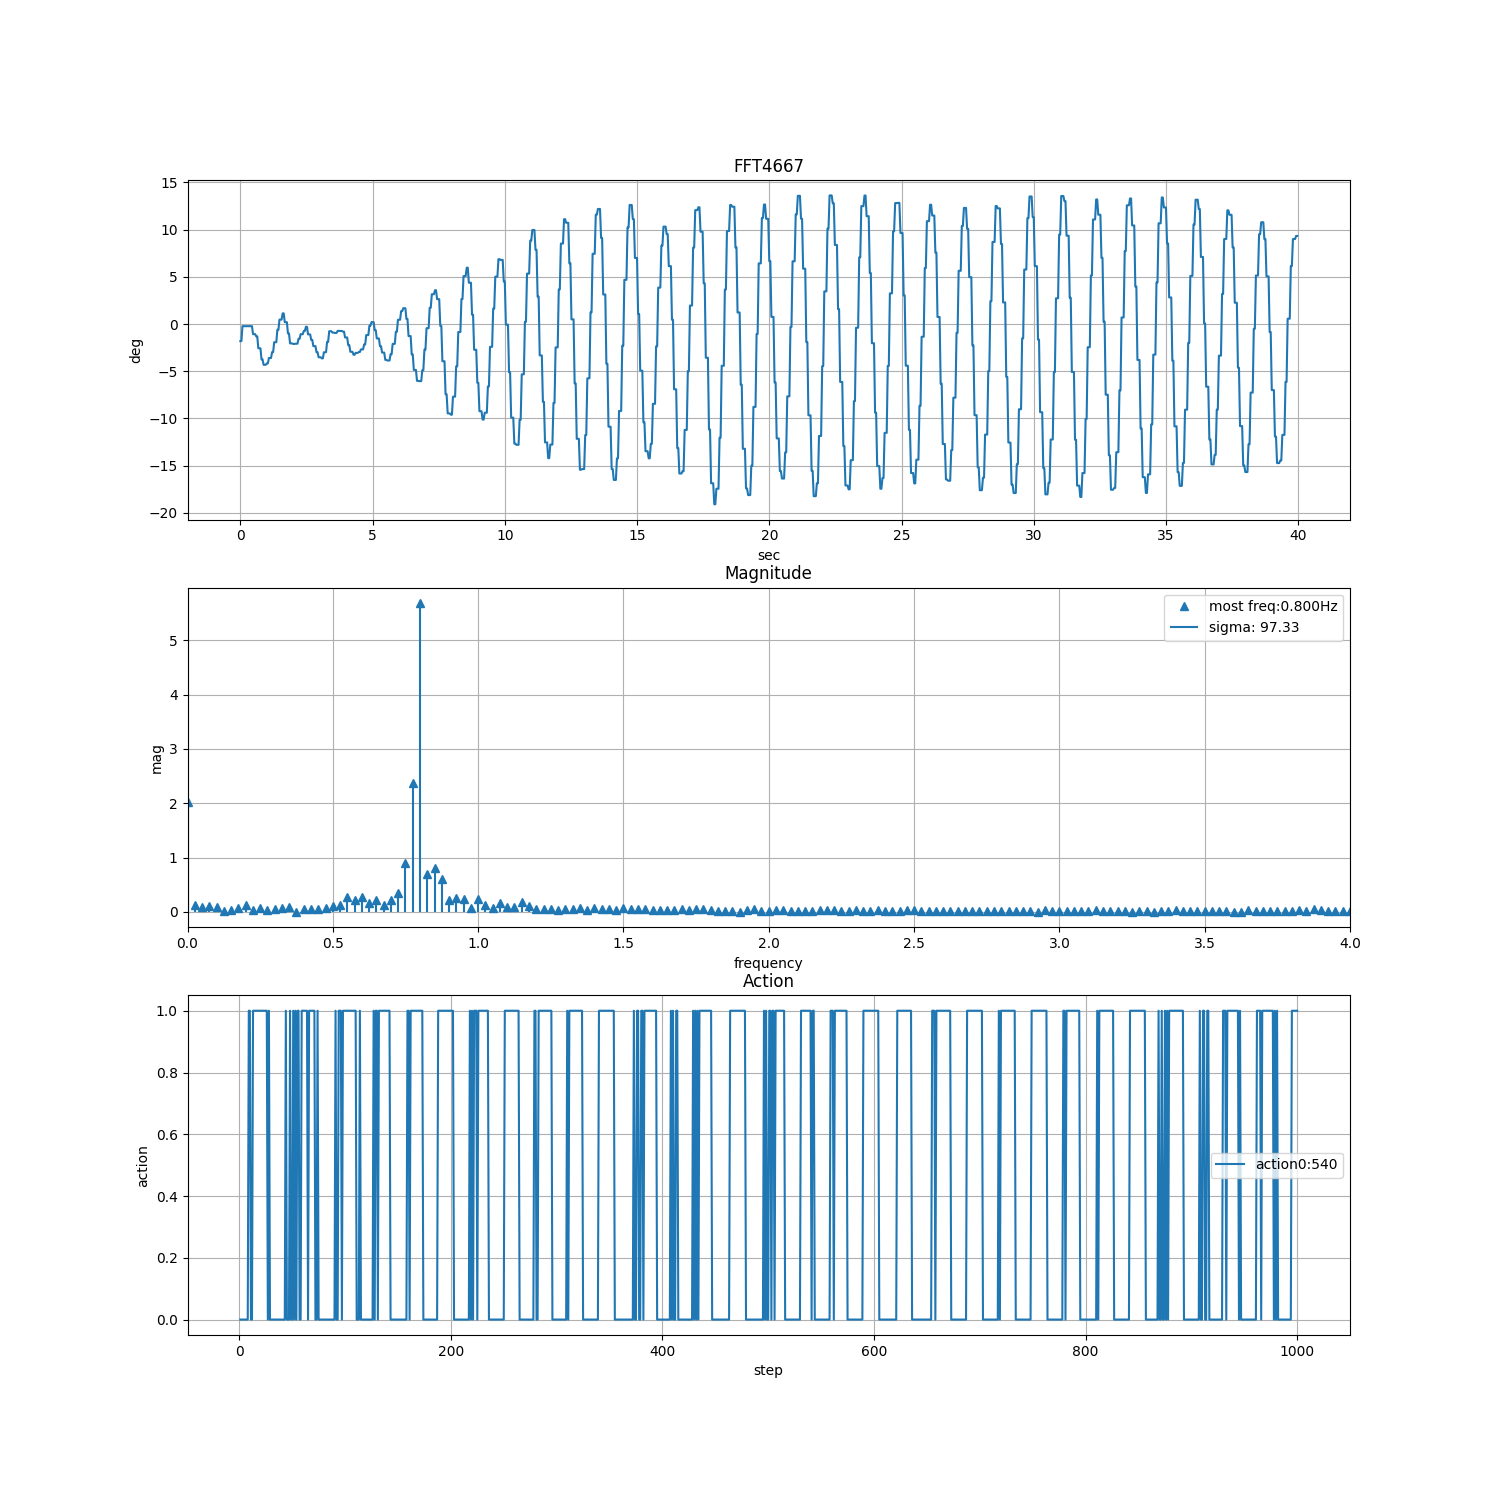 FFT4667
15
10
5
0
−5
−10
−15
−20
deg
0 5 10 15 20 25 30 35 40
sec
Magnitude
most freq:0.800Hz
sigma: 97.33
5
4
3
2
1
0
mag
0.0 0.5 1.0 1.5 2.0 2.5 3.0 3.5 4.0
frequency
Action
1.0
0.8
0.6
0.4
0.2
0.0
action
action0:540
0 200 400 600 800 1000
step